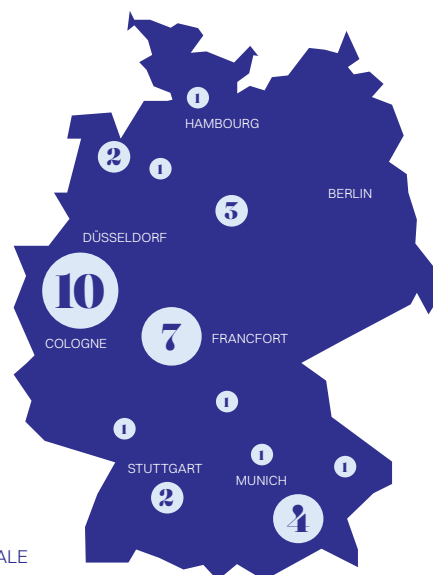 1
HAMBOURG
2
1
BERLIN
3
DÜSSELDORF
10
7
FRANCFORT
COLOGNE
1
1
1
1
STUTTGART
MUNICH
2
4
ALE